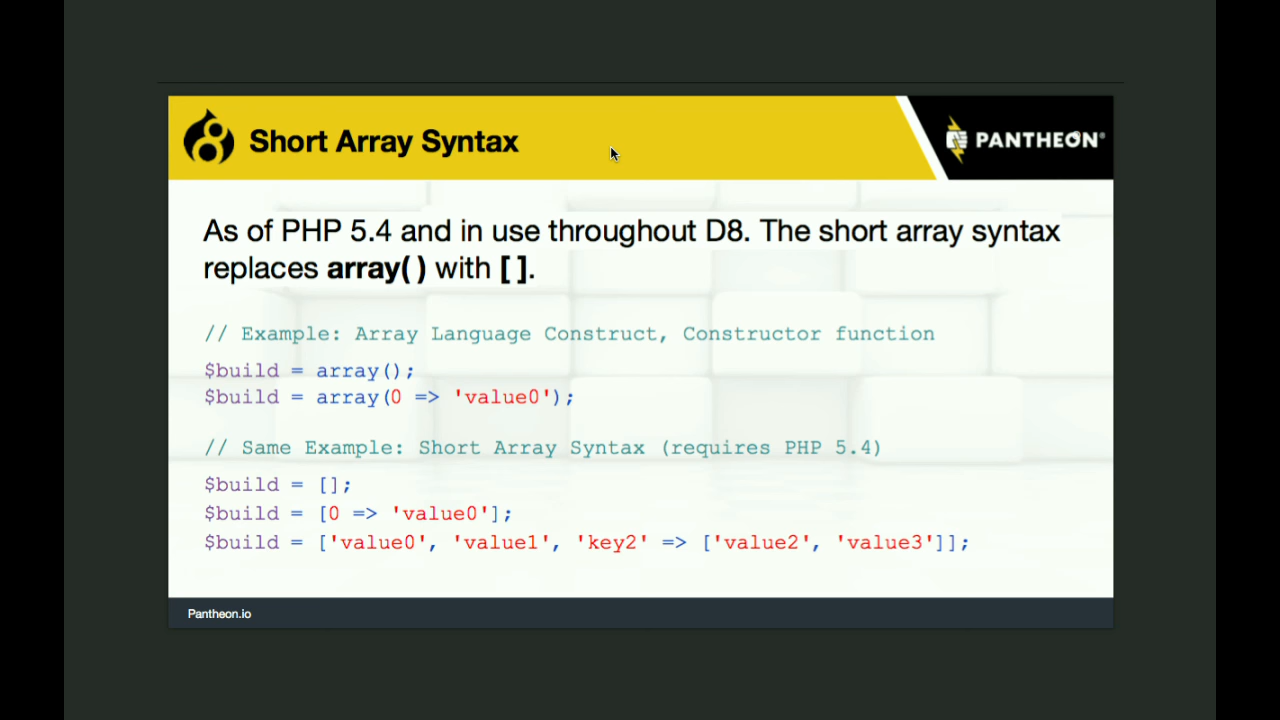 Short Array Syntax
PANTHEON®
As of PHP 5.4 and in use throughout D8. The short array syntax
replaces array( ) with [ ].
// Example: Array Language Construct, Constructor function
$build = array();
$build = array(0 => 'value0');
// Same Example: Short Array Syntax (requires PHP 5.4)
$build = [];
$build = [0 => 'value0'];
$build = ['value0', 'value1', 'key2' => ['value2', 'value3']];
Pantheon.io